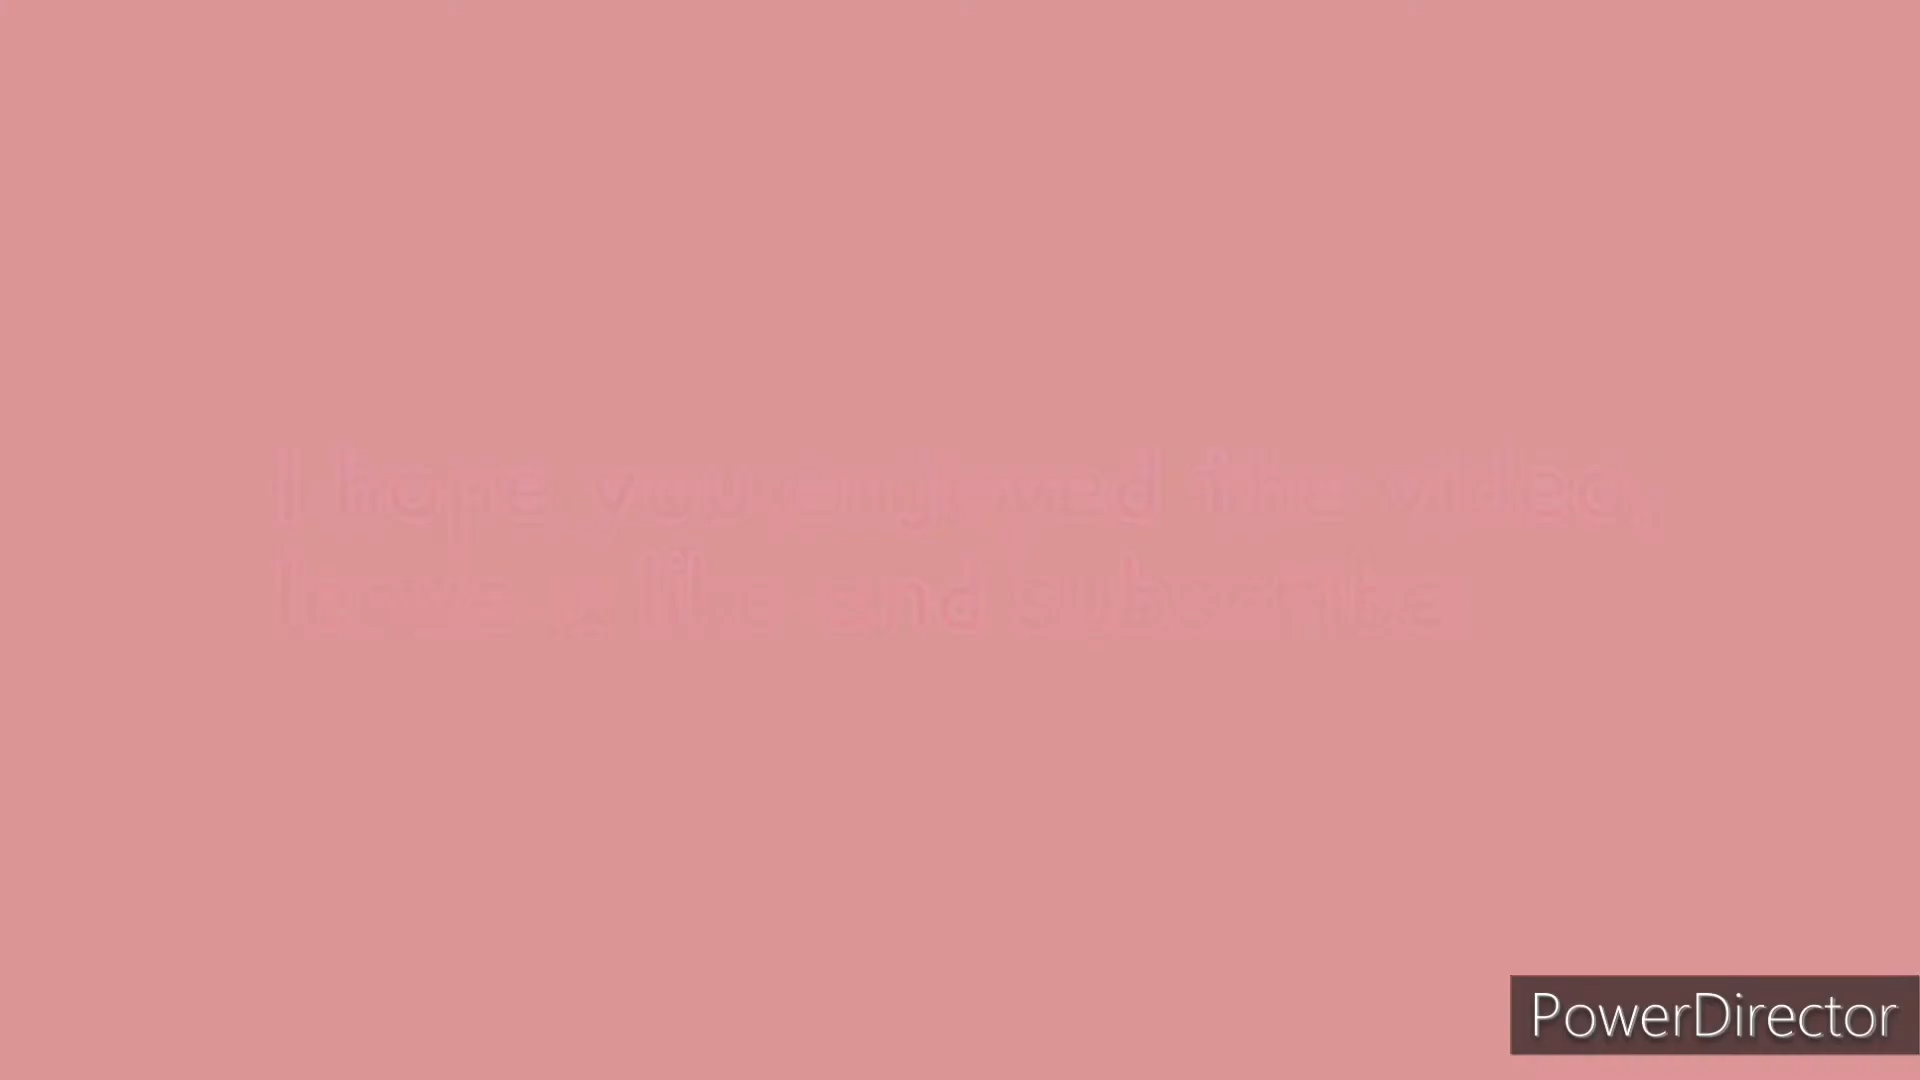 I hope you enjoyed the video,
leave a like and subscribe
PowerDirector